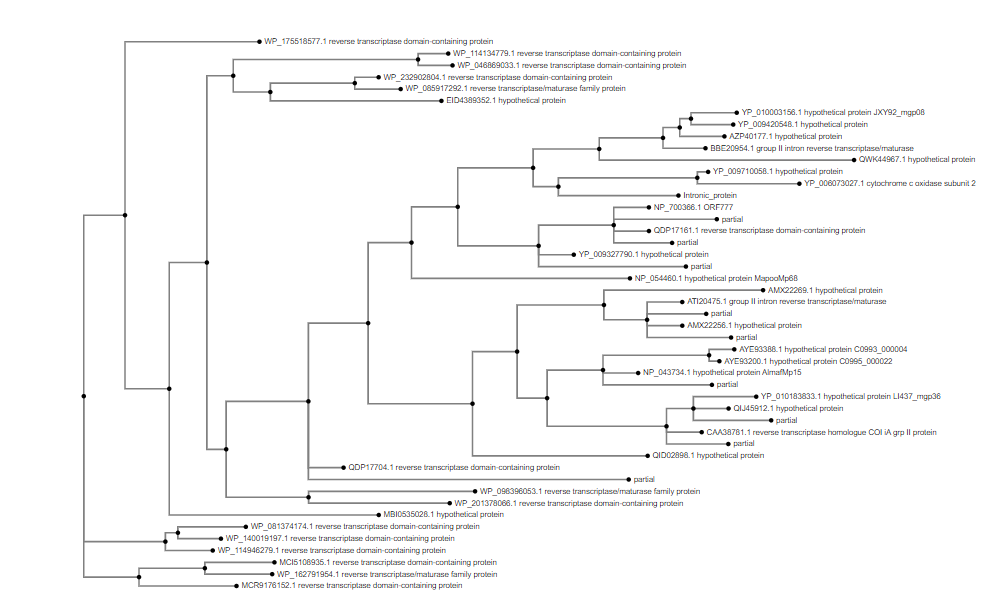 WP_175518577.1 reverse transcriptase domain-containing protein
WP_114134779.1 reverse transcriptase domain-containing protein
WP_046869033.1 reverse transcriptase domain-containing protein
WP_232902804.1 reverse transcriptase domain-containing protein
WP_085917292.1 reverse transcriptase/maturase family protein
EID4389352.1 hypothetical protein
YP_010003156.1 hypothetical protein JXY92_mgp08
YP_009420548.1 hypothetical protein
AZP40177.1 hypothetical protein
BBE20954.1 group II intron reverse transcriptase/maturase
QWK44967.1 hypothetical protein
YP_009710058.1 hypothetical protein
YP_006073027.1 cytochrome c oxidase subunit 2
Intronic_protein
NP_700366.1 ORF777
partial
QDP17161.1 reverse transcriptase domain-containing protein
partial
YP_009327790.1 hypothetical protein
partial
NP_054460.1 hypothetical protein MapooMp68
AMX22269.1 hypothetical protein
ATI20475.1 group II intron reverse transcriptase/maturase
partial
AMX22256.1 hypothetical protein
partial
AYE93388.1 hypothetical protein C0993_000004
AYE93200.1 hypothetical protein C0995_000022
NP_043734.1 hypothetical protein AlmafMp15
partial
YP_010183833.1 hypothetical protein LI437_mgp36
QIJ45912.1 hypothetical protein
partial
CAA38781.1 reverse transcriptase homologue COI iA grp II protein
partial
QID02898.1 hypothetical protein
QDP17704.1 reverse transcriptase domain-containing protein
partial
WP_098396053.1 reverse transcriptase/maturase family protein
WP_201378066.1 reverse transcriptase domain-containing protein
MBI0535028.1 hypothetical protein
WP_081374174.1 reverse transcriptase domain-containing protein
WP_140019197.1 reverse transcriptase domain-containing protein
WP_114946279.1 reverse transcriptase domain-containing protein
MCI5108935.1 reverse transcriptase domain-containing protein
WP_162791954.1 reverse transcriptase/maturase family protein
MCR9176152.1 reverse transcriptase domain-containing protein